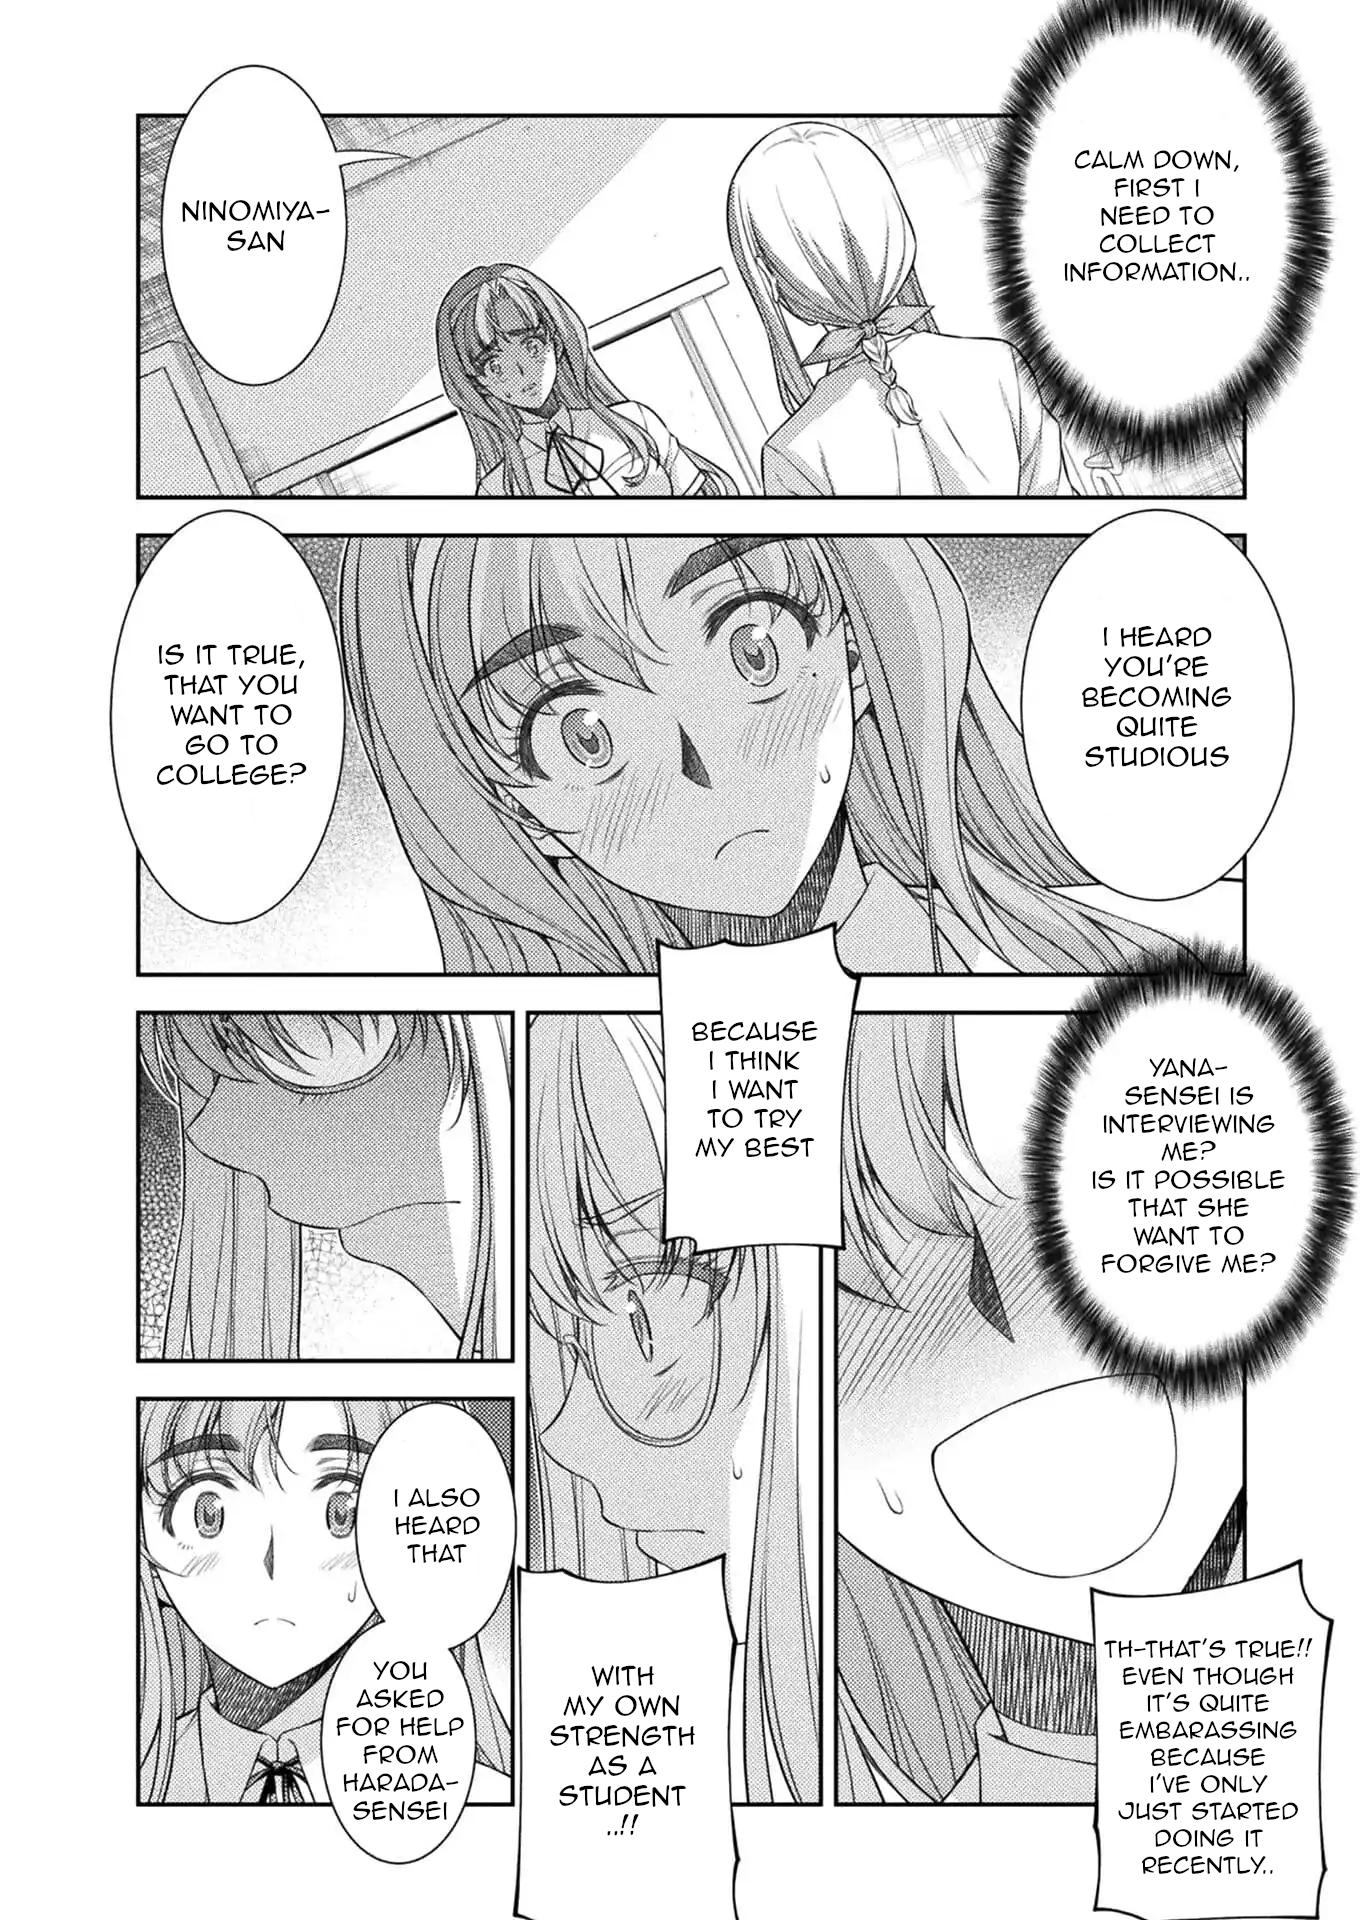 CALM DOWN,
FIRST I
NEED TO
COLLECT
INFORMATION..
NINOMIYA-
SAN
I HEARD
YOU'RE
BECOMING
QUITE
STUDIOUS
IS IT TRUE,
THAT YOU
WANT TO
GO TO
COLLEGE?
YANA-
SENSEI IS
INTERVIEWING
ME?
IS IT POSSIBLE
THAT SHE
WANT TO
FORGIVE ME?
TH-THAT'S TRUE!!
EVEN THOUGH
IT'S QUITE
EMBARASSING
BECAUSE
I'VE ONLY
JUST STARTED
DOING IT
RECENTLY..
BECAUSE
I THINK
I WANT
TO TRY
MY BEST
WITH
MY OWN
STRENGTH
AS A
STUDENT
..!!
I ALSO
HEARD
THAT
YOU
ASKED
FOR HELP
FROM
HARADA-
SENSEI